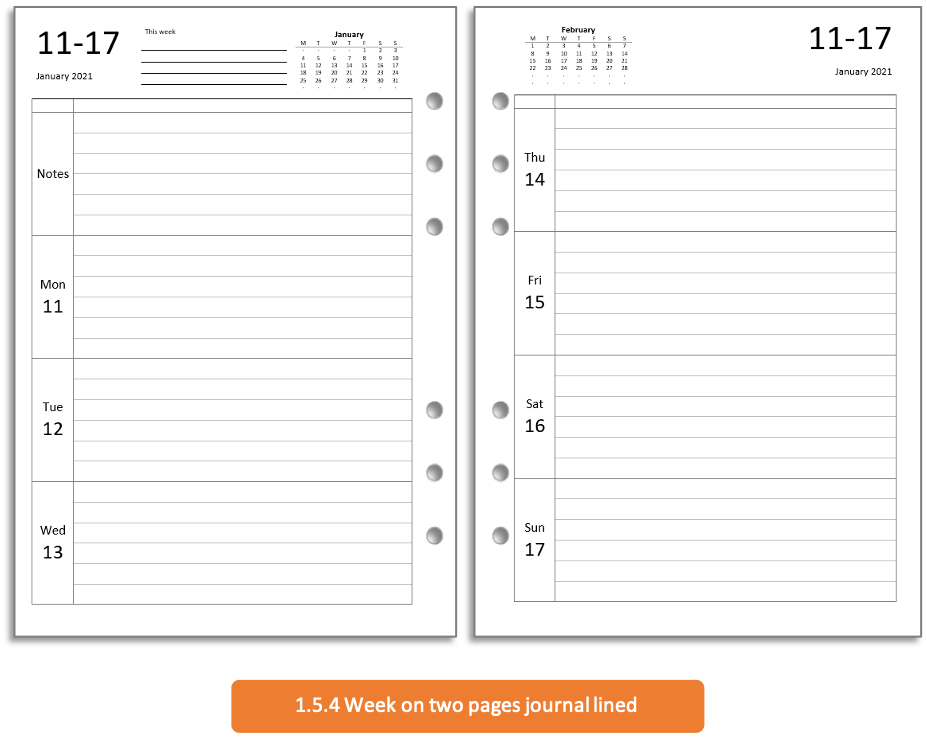 11-17
This week
January 2021
January
M T W T F S S
. . . . 1 2 3
4 5 6 7 8 9 10
11 12 13 14 15 16 17
18 19 20 21 22 23 24
25 26 27 28 29 30 31
. . . . . . .
Notes
Mon
11
Tue
12
Wed
13
February
M T W T F S S
1 2 3 4 5 6 7
8 9 10 11 12 13 14
15 16 17 18 19 20 21
22 23 24 25 26 27 28
. . . . . . .
. . . . . . .
11-17
January 2021
Thu
14
Fri
15
Sat
16
Sun
17
1.5.4 Week on two pages journal lined